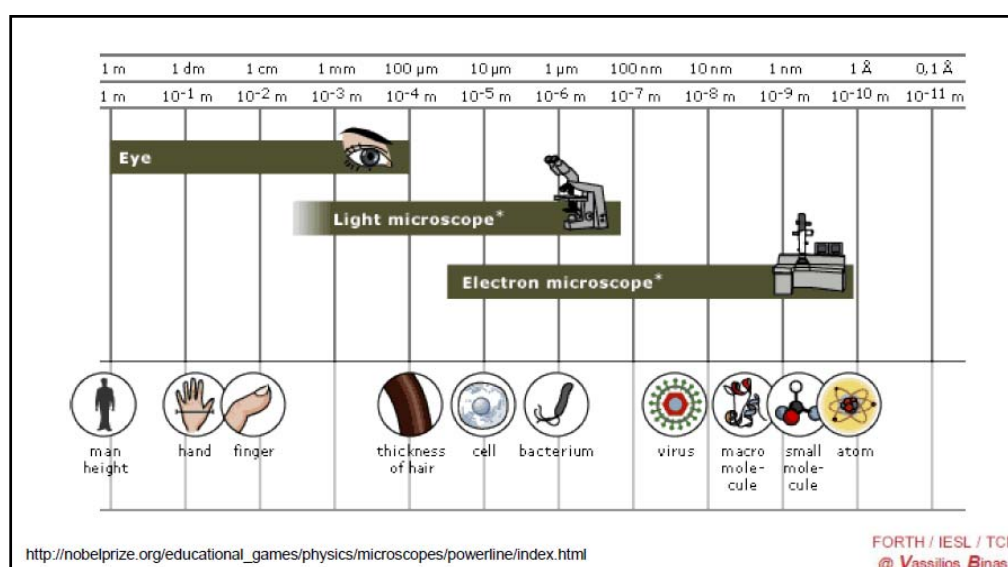 1 m 1 dm 1 cm 1 mm 100 µm 10 µm 1 µm 100 nm 10 nm 1 nm 1 Å 0,1 Å
1 m 10⁻¹ m 10⁻² m 10⁻³ m 10⁻⁴ m 10⁻⁵ m 10⁻⁶ m 10⁻⁷ m 10⁻⁸ m 10⁻⁹ m 10⁻¹⁰ m 10⁻¹¹ m
Eye
Light microscope*
Electron microscope*
man
height
hand
finger
thickness
of hair
cell
bacterium
virus
macro
mole-
cule
small
mole-
cule
atom
http://nobelprize.org/educational_games/physics/microscopes/powerline/index.html
FORTH / IESL /
@ Vassilios Binas